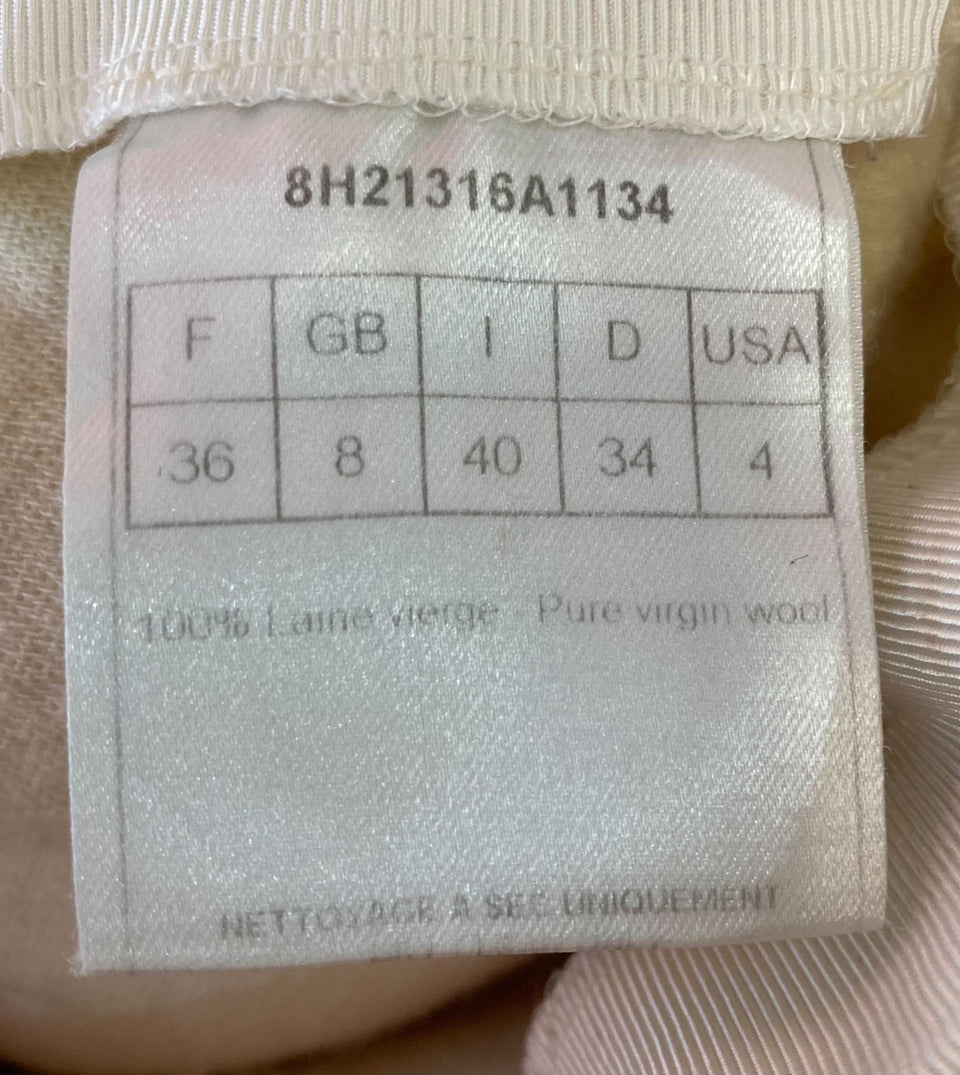 8H21316A1134
F GB I D USA
36 8 40 34 4
100% Laine vierge - Pure virgin wool
NETTOYAGE A SEC UNIQUEMENT